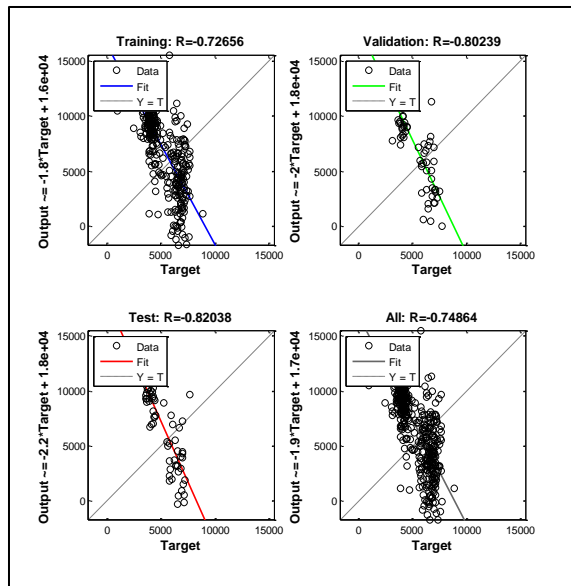 Training: R=-0.72656
Output ~= -1.8*Target + 1.6e+04
15000
10000
5000
0
Data
Fit
Y = T
0 5000 10000 15000
Target
Validation: R=-0.80239
Output ~= -2*Target + 1.8e+04
15000
10000
5000
0
Data
Fit
Y = T
0 5000 10000 15000
Target
Test: R=-0.82038
Output ~= -2.2*Target + 1.8e+04
15000
10000
5000
0
Data
Fit
Y = T
0 5000 10000 15000
Target
All: R=-0.74864
Output ~= -1.9*Target + 1.7e+04
15000
10000
5000
0
Data
Fit
Y = T
0 5000 10000 15000
Target